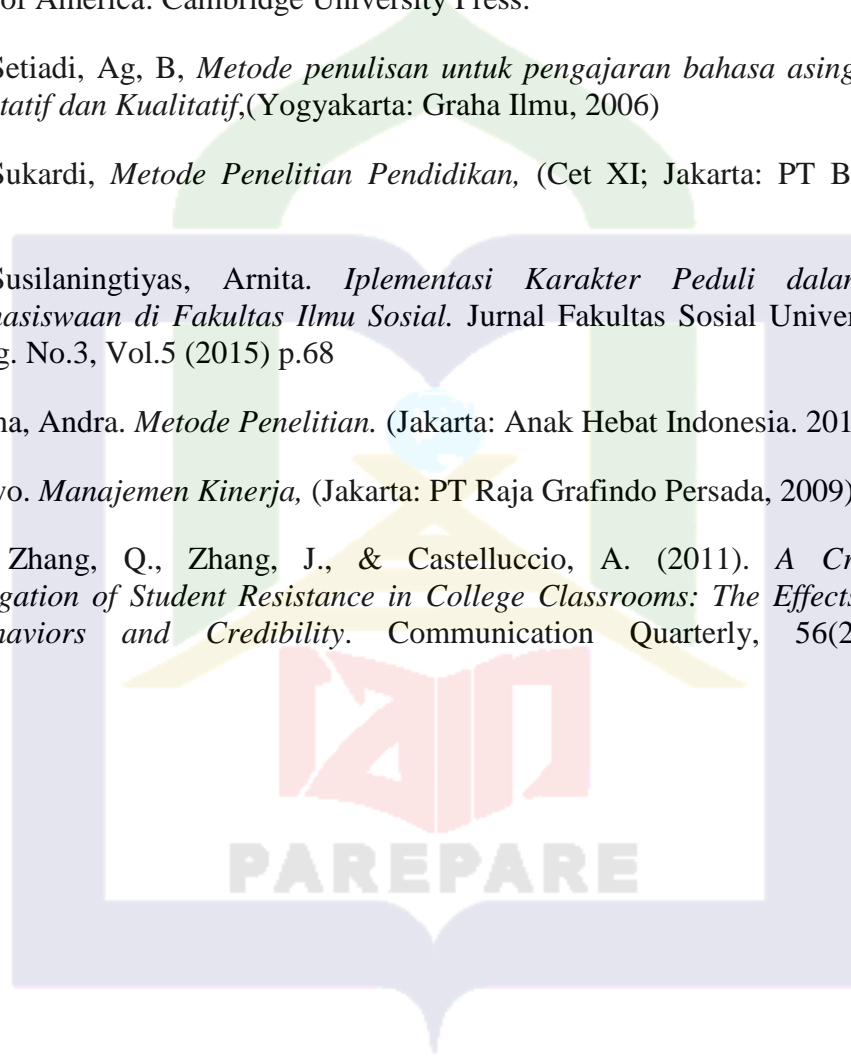 of America. Cambridge University Press.
Setiadi, Ag, B, Metode penulisan untuk pengajaran bahasa asing
tatif dan Kualitatif,(Yogyakarta: Graha Ilmu, 2006)
Sukardi, Metode Penelitian Pendidikan, (Cet XI; Jakarta: PT B
Susilaningtiyas, Arnita. Iplementasi Karakter Peduli dalam
asiswaan di Fakultas Ilmu Sosial. Jurnal Fakultas Sosial Univer
g. No.3, Vol.5 (2015) p.68
na, Andra. Metode Penelitian. (Jakarta: Anak Hebat Indonesia. 201
vo. Manajemen Kinerja, (Jakarta: PT Raja Grafindo Persada, 2009)
Zhang, Q., Zhang, J., & Castelluccio, A. (2011). A Cr
gation of Student Resistance in College Classrooms: The Effects
haviors and Credibility. Communication Quarterly, 56(2
PAREPARE